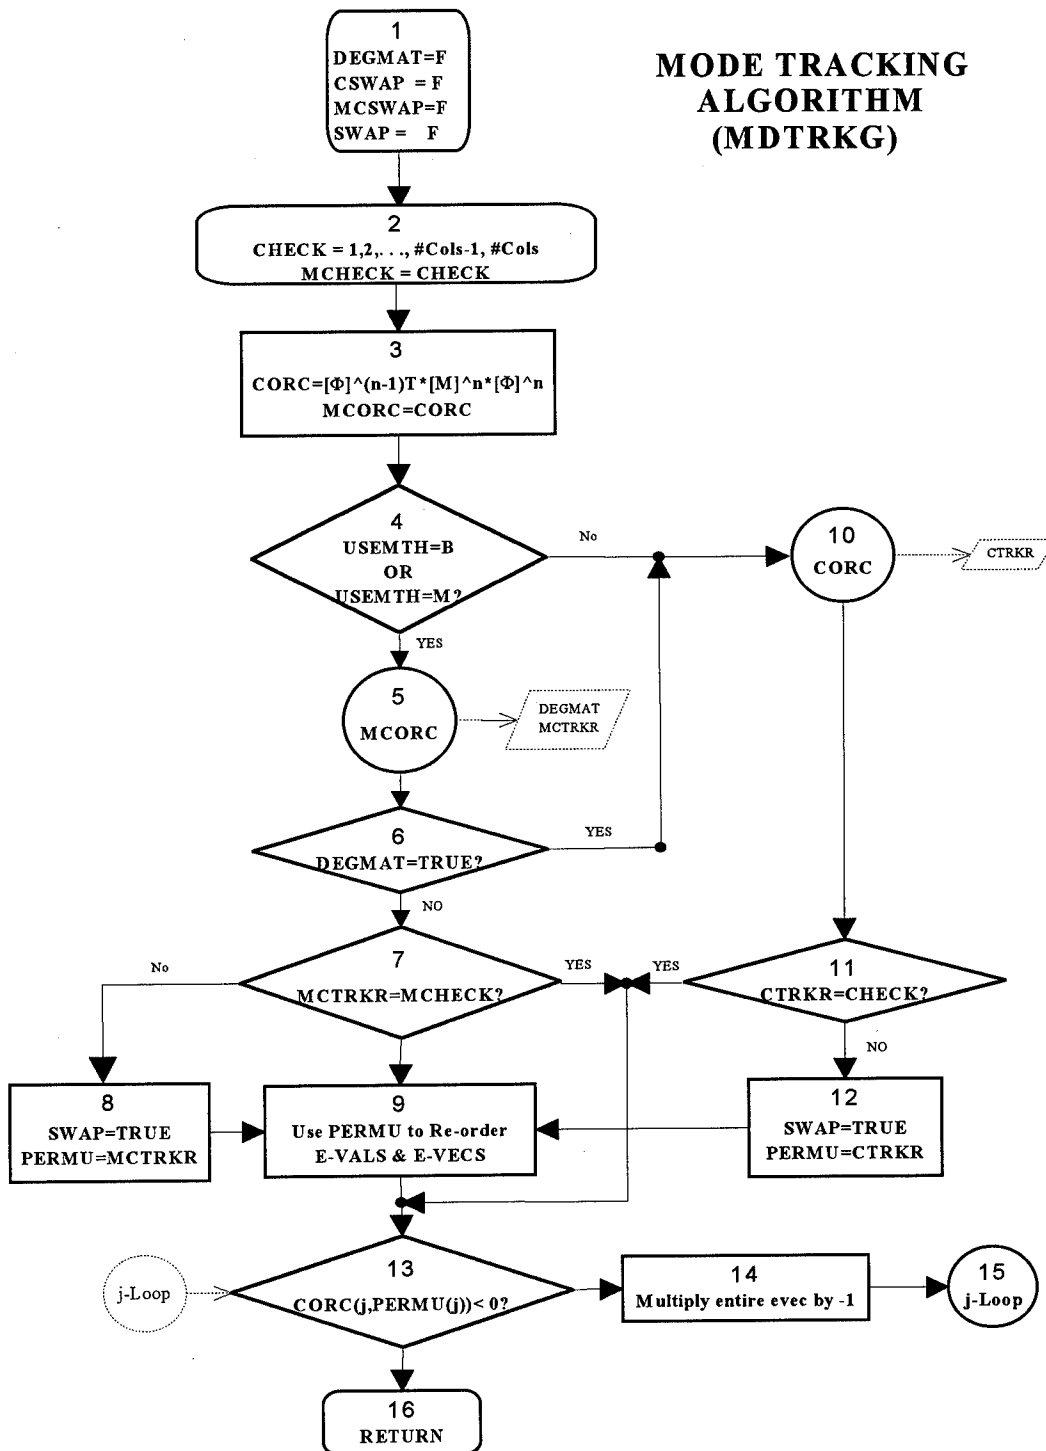 MODE TRACKING
ALGORITHM
(MDTRKG)
1
DEGMAT=F
CSWAP = F
MCSWAP=F
SWAP = F
2
CHECK = 1,2,. . ., #Cols-1, #Cols
MCHECK = CHECK
3
CORC=[Φ]^(n-1)T*[M]^n*[Φ]^n
MCORC=CORC
4
USEMTH=B
OR
USEMTH=M?
No
10
CORC
CTRKR
YES
5
MCORC
DEGMAT
MCTRKR
6
DEGMAT=TRUE?
YES
NO
7
MCTRKR=MCHECK?
No
YES
YES
11
CTRKR=CHECK?
NO
8
SWAP=TRUE
PERMU=MCTRKR
9
Use PERMU to Re-order
E-VALS & E-VECS
12
SWAP=TRUE
PERMU=CTRKR
j-Loop
13
CORC(j,PERMU(j))< 0?
14
Multiply entire evec by -1
15
j-Loop
16
RETURN